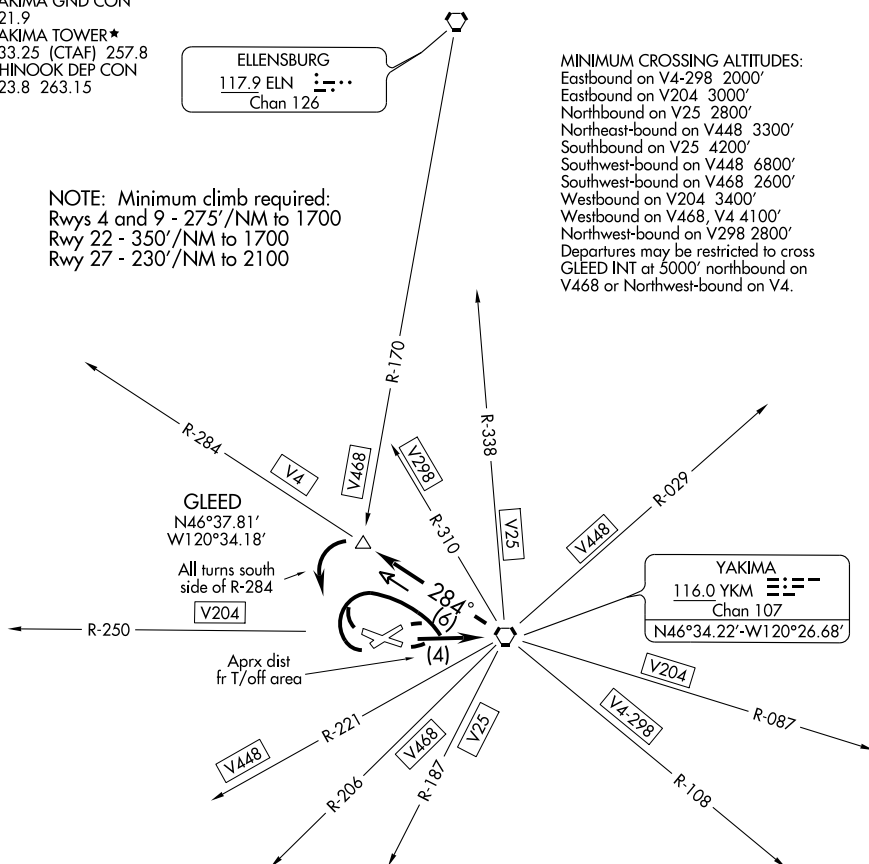 AKIMA GND CON
21.9
AKIMA TOWER★
33.25 (CTAF) 257.8
HINOOK DEP CON
23.8 263.15
ELLENSBURG
117.9 ELN
Chan 126
MINIMUM CROSSING ALTITUDES:
Eastbound on V4-298 2000'
Eastbound on V204 3000'
Northbound on V25 2800'
Northeast-bound on V448 3300'
Southbound on V25 4200'
Southwest-bound on V448 6800'
Southwest-bound on V468 2600'
Westbound on V204 3400'
Westbound on V468, V4 4100'
Northwest-bound on V298 2800'
Departures may be restricted to cross
GLEED INT at 5000' northbound on
V468 or Northwest-bound on V4.
NOTE: Minimum climb required:
Rwys 4 and 9 - 275'/NM to 1700
Rwy 22 - 350'/NM to 1700
Rwy 27 - 230'/NM to 2100
R-170
R-284
V4
V468
V298
R-310
R-338
V25
R-029
V448
GLEED
N46°37.81'
W120°34.18'
All turns south
side of R-284
284°
(6)
(4)
YAKIMA
116.0 YKM
Chan 107
N46°34.22'-W120°26.68'
V204
R-250
Aprx dist
fr T/off area
V204
R-087
V4-298
R-108
R-221
V448
V468
R-206
V25
R-187